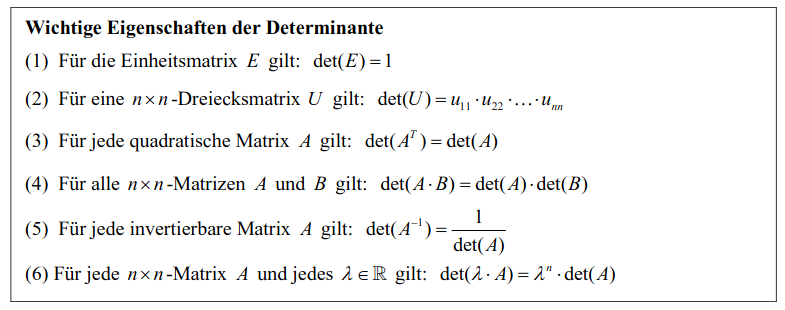 Wichtige Eigenschaften der Determinante
(1) Für die Einheitsmatrix E gilt: det(E) = 1
(2) Für eine n×n-Dreiecksmatrix U gilt: det(U) = u₁₁ · u₂₂ · … · uₙₙ
(3) Für jede quadratische Matrix A gilt: det(Aᵀ) = det(A)
(4) Für alle n×n-Matrizen A und B gilt: det(A · B) = det(A) · det(B)
(5) Für jede invertierbare Matrix A gilt: det(A⁻¹) = 1/det(A)
(6) Für jede n×n-Matrix A und jedes λ ∈ ℝ gilt: det(λ · A) = λⁿ · det(A)